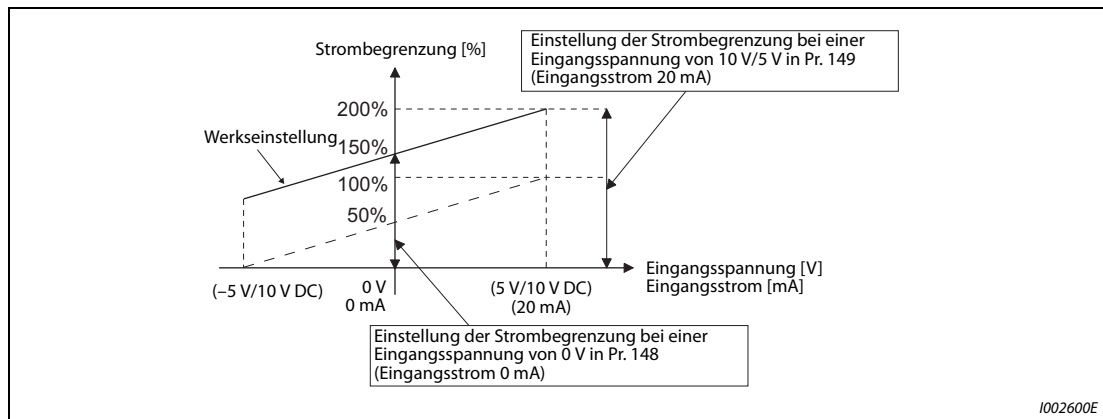 Strombegrenzung [%]
Einstellung der Strombegrenzung bei einer
Eingangsspannung von 10 V/5 V in Pr. 149
(Eingangsstrom 20 mA)
200%
Werkseinstellung
150%
100%
50%
Eingangsspannung [V]
Eingangsstrom [mA]
(–5 V/10 V DC)
0 V
0 mA
(5 V/10 V DC)
(20 mA)
Einstellung der Strombegrenzung bei einer
Eingangsspannung von 0 V in Pr. 148
(Eingangsstrom 0 mA)
I002600E